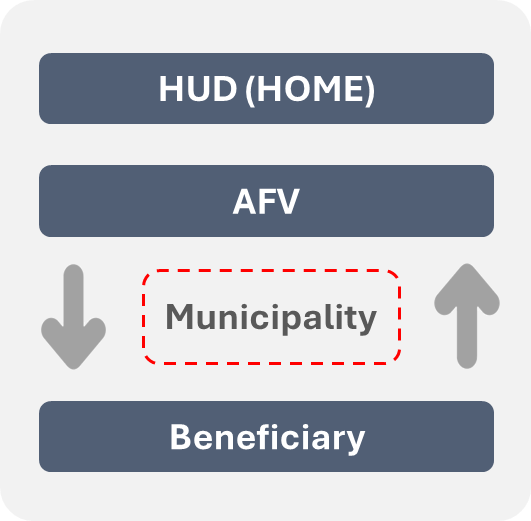 HUD (HOME)
AFV
Municipality
Beneficiary